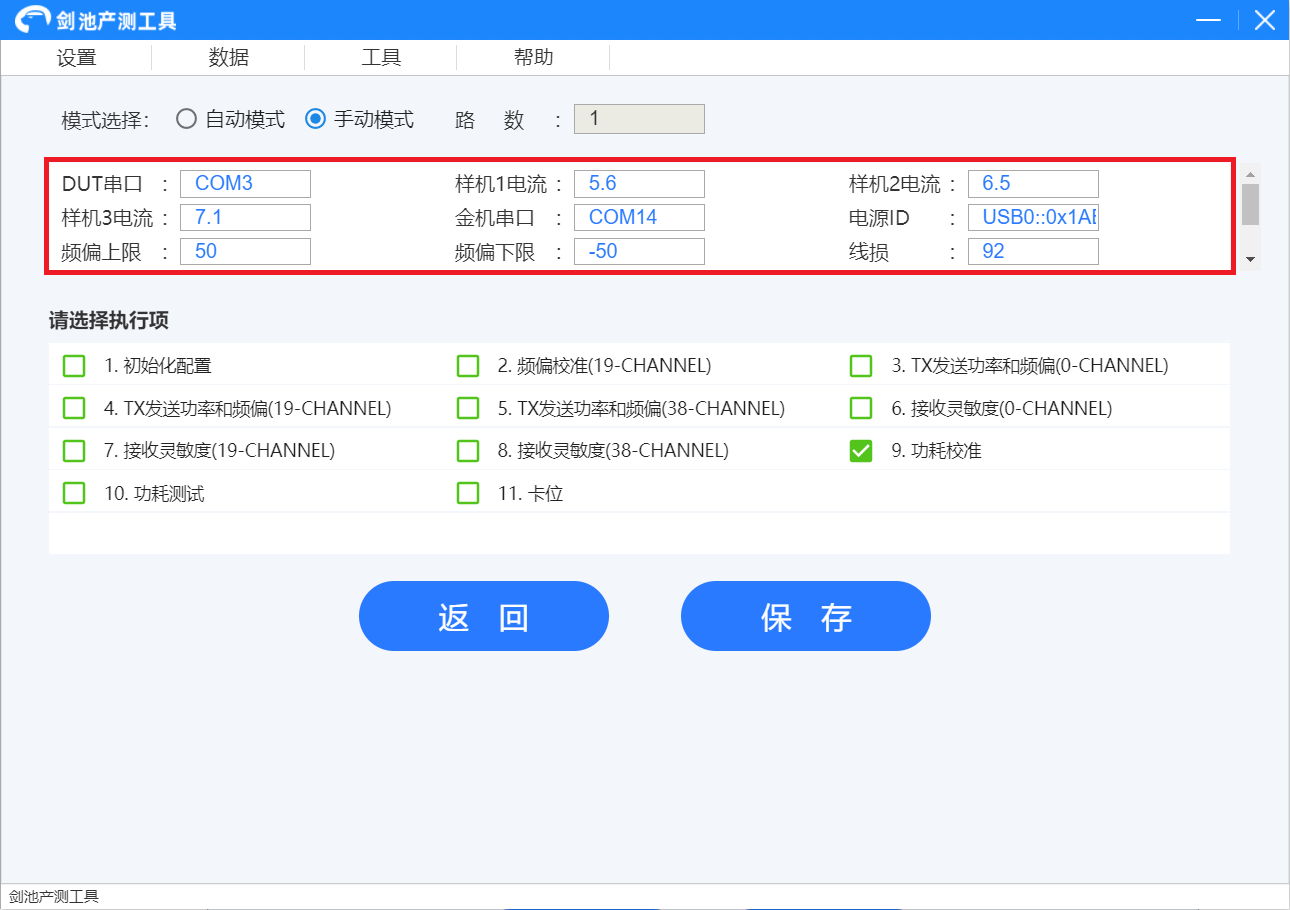 剑池产测工具
设置 数据 工具 帮助
模式选择： 自动模式 手动模式 路 数 : 1
DUT串口 : COM3 样机1电流 : 5.6 样机2电流 : 6.5
样机3电流 : 7.1 金机串口 : COM14 电源ID : USB0::0x1AE
频偏上限 : 50 频偏下限 : -50 线损 : 92
请选择执行项
1. 初始化配置 2. 频偏校准(19-CHANNEL) 3. TX发送功率和频偏(0-CHANNEL)
4. TX发送功率和频偏(19-CHANNEL) 5. TX发送功率和频偏(38-CHANNEL) 6. 接收灵敏度(0-CHANNEL)
7. 接收灵敏度(19-CHANNEL) 8. 接收灵敏度(38-CHANNEL) 9. 功耗校准
10. 功耗测试 11. 卡位
返 回 保 存
剑池产测工具